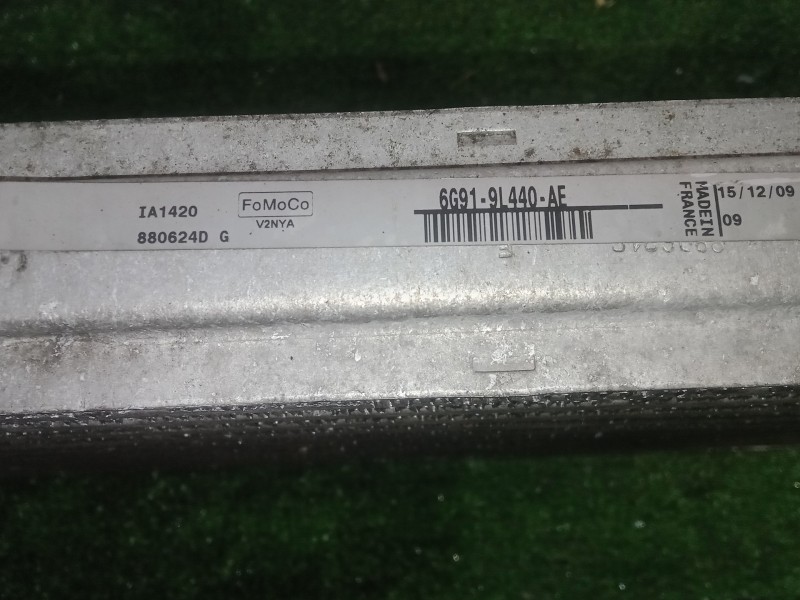 IA1420
880624D G
FoMoCo
V2NYA
6G91-9L440-AE
MADE IN
FRANCE
15/12/09
09